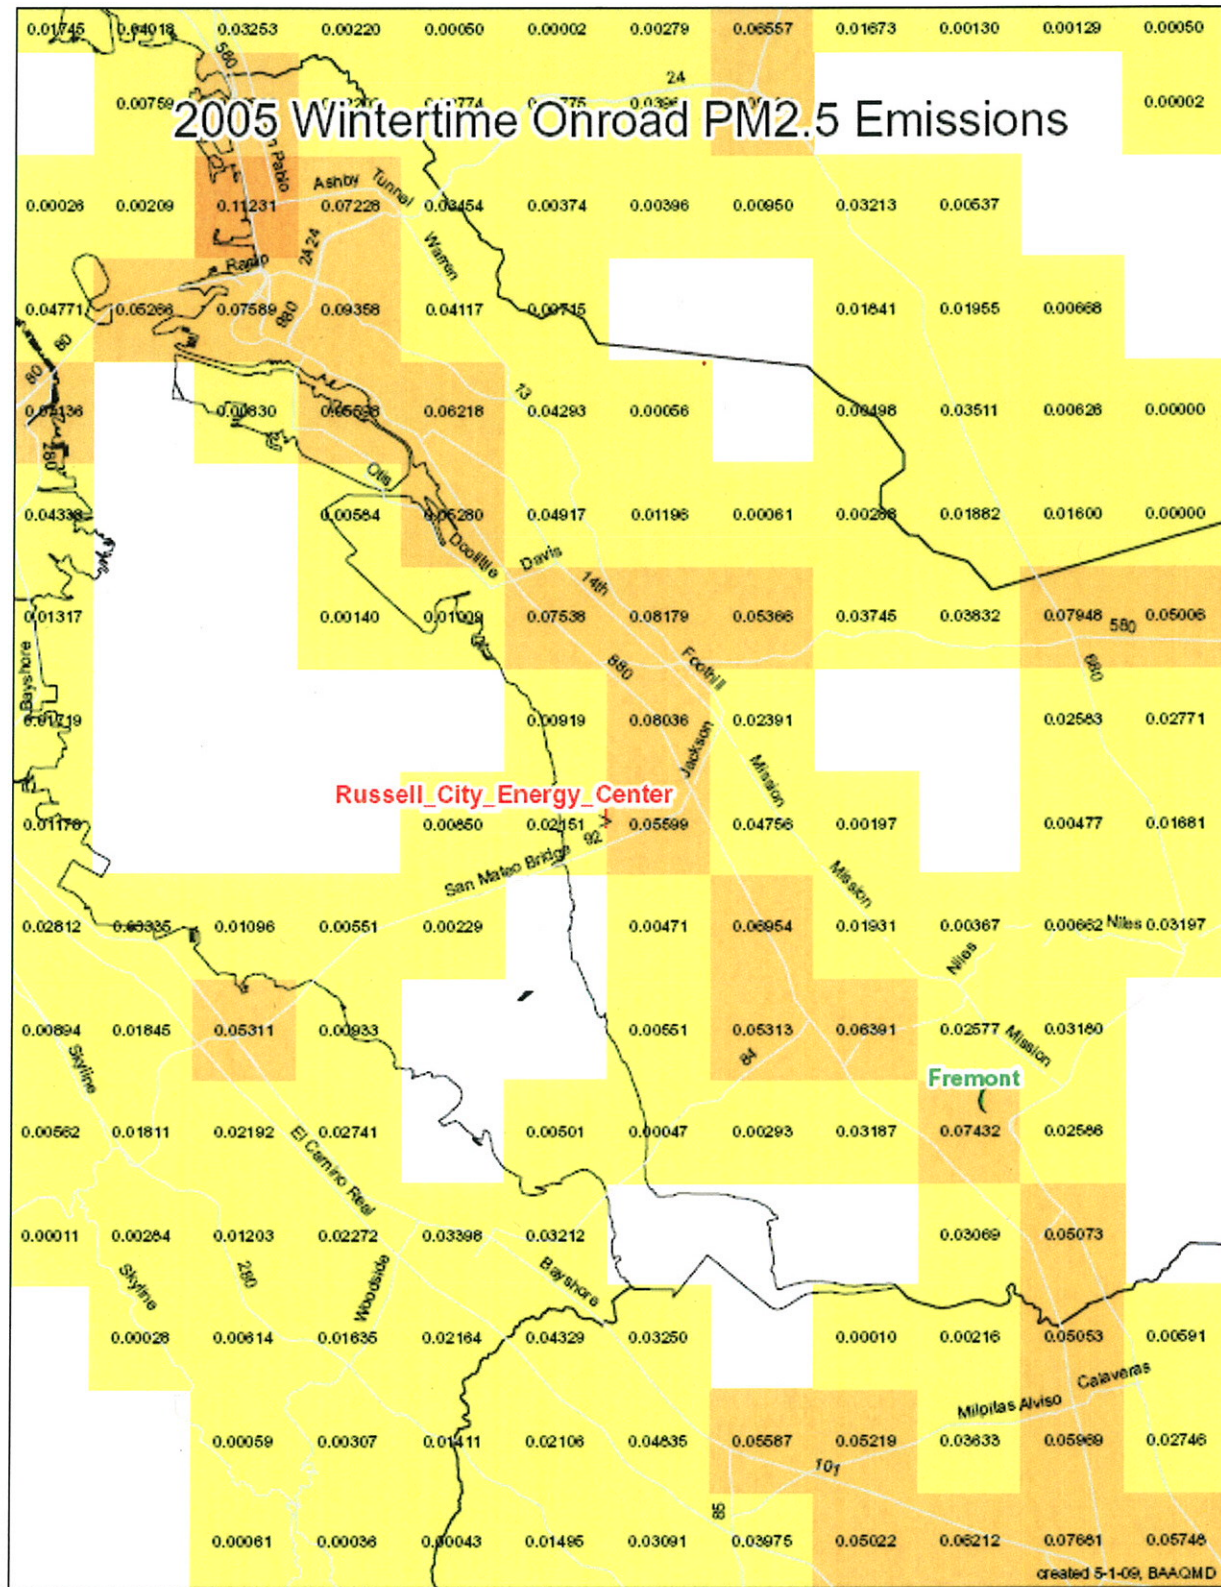 0.01745 0.04018 0.03253 0.00220 0.00050 0.00002 0.00279 0.06557 0.01673 0.00130 0.00129 0.00050
580
24
0.00759 0.00002
2005 Wintertime Onroad PM2.5 Emissions
Pablo
Ashby Tunnel
0.00026 0.00209 0.11231 0.07228 0.03454 0.00374 0.00396 0.00950 0.03213 0.00537
24 24
Warren
0.04771 0.05266 0.07589 0.09358 0.04117 0.00715 0.01841 0.01955 0.00668
880
80
80
13
0.00830 0.05598 0.06218 0.04293 0.00056 0.00498 0.03511 0.00626 0.00000
280
Otis
0.04338 0.00584 0.05280 0.04917 0.01196 0.00061 0.01882 0.01600 0.00000
Doolittle Davis
14th
0.01317 0.00140 0.01009 0.07538 0.08179 0.05366 0.03745 0.03832 0.07948 580 0.05006
Bayshore
880
Foothill
680
0.01719 0.00919 0.08036 0.02391 0.02583 0.02771
Jackson
Mission
Russell_City_Energy_Center
0.00850 0.02151 92 0.05599 0.04756 0.00197 0.00477 0.01681
San Mateo Bridge
Mission
0.02812 0.03335 0.01096 0.00551 0.00229 0.00471 0.06954 0.01931 0.00367 0.00662 Niles 0.03197
Niles
0.00894 0.01845 0.05311 0.00933 0.00551 0.05313 0.06391 0.02577 0.03180
Skyline
84
Mission
Fremont
0.00562 0.01811 0.02192 0.02741 0.00501 0.00047 0.00293 0.03187 0.07432 0.02586
El Camino Real
0.00011 0.00284 0.01203 0.02272 0.03398 0.03212 0.03069 0.05073
Skyline
280
Woodside
Bayshore
0.00028 0.00614 0.01635 0.02164 0.04329 0.03250 0.00010 0.00216 0.05053 0.00591
Calaveras
Milpitas Alviso
0.00059 0.00307 0.01411 0.02106 0.04835 0.05587 0.05219 0.03633 0.05969 0.02746
101
85
0.00061 0.00036 0.00043 0.01495 0.03091 0.03975 0.05022 0.06212 0.07681 0.05748
created 5-1-09, BAAQMD